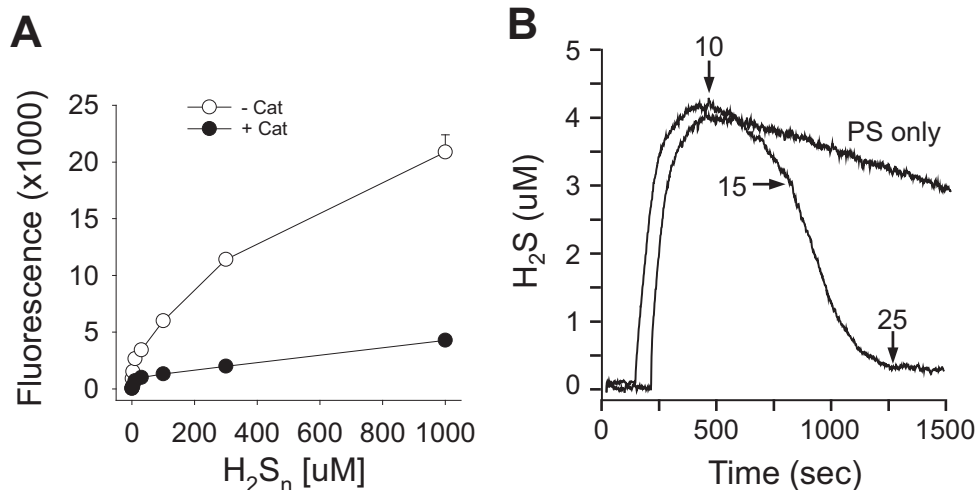 A
- Cat
+ Cat
Fluorescence (x1000)
25
20
15
10
5
0
0 200 400 600 800 1000
H₂Sₙ [uM]
B
H₂S (uM)
5
4
3
2
1
0
10
PS only
15
25
0 500 1000 1500
Time (sec)